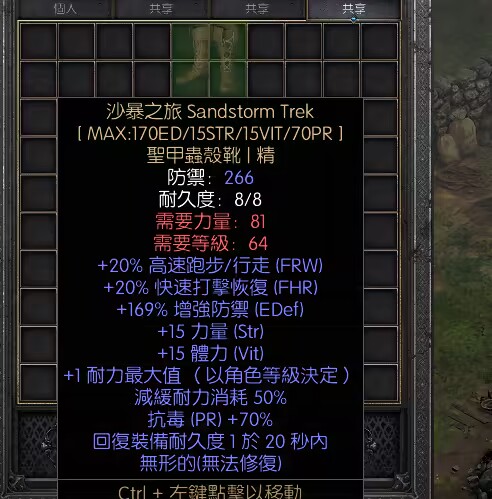 個人 共享 共享 共享
沙暴之旅 Sandstorm Trek
[ MAX:170ED/15STR/15VIT/70PR ]
聖甲蟲殼靴 | 精
防禦: 266
耐久度: 8/8
需要力量: 81
需要等級: 64
+20% 高速跑步/行走 (FRW)
+20% 快速打擊恢復 (FHR)
+169% 增強防禦 (EDef)
+15 力量 (Str)
+15 體力 (Vit)
+1 耐力最大值 （以角色等級決定）
減緩耐力消耗 50%
抗毒 (PR) +70%
回復裝備耐久度 1 於 20 秒內
無形的(無法修復)
Ctrl + 左鍵點擊以移動